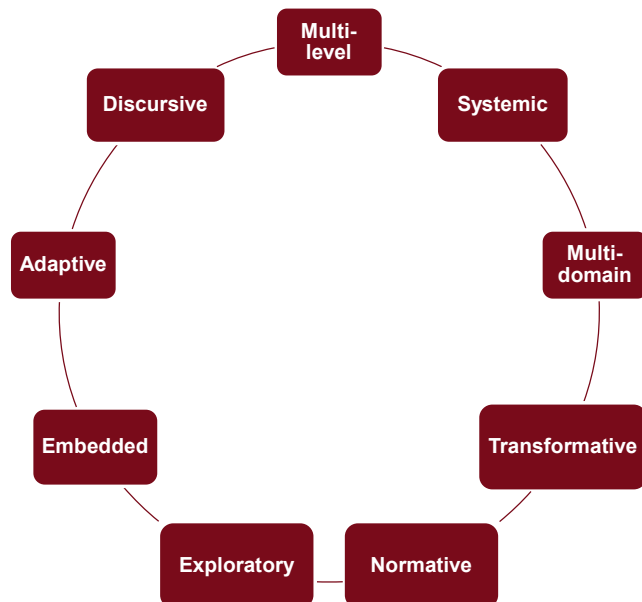 Multi-
level
Systemic
Multi-
domain
Transformative
Normative
Exploratory
Embedded
Adaptive
Discursive